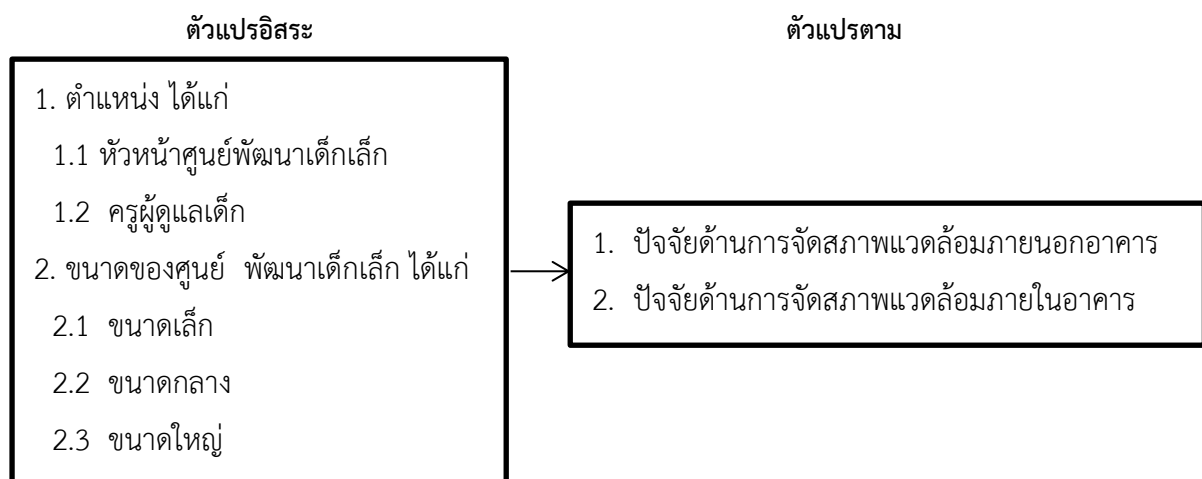 ตัวแปรอิสระ
ตัวแปรตาม
1. ตำแหน่ง ได้แก่
1.1 หัวหน้าศูนย์พัฒนาเด็กเล็ก
1.2 ครูผู้ดูแลเด็ก
2. ขนาดของศูนย์ พัฒนาเด็กเล็ก ได้แก่
2.1 ขนาดเล็ก
2.2 ขนาดกลาง
2.3 ขนาดใหญ่
1. ปัจจัยด้านการจัดสภาพแวดล้อมภายนอกอาคาร
2. ปัจจัยด้านการจัดสภาพแวดล้อมภายในอาคาร